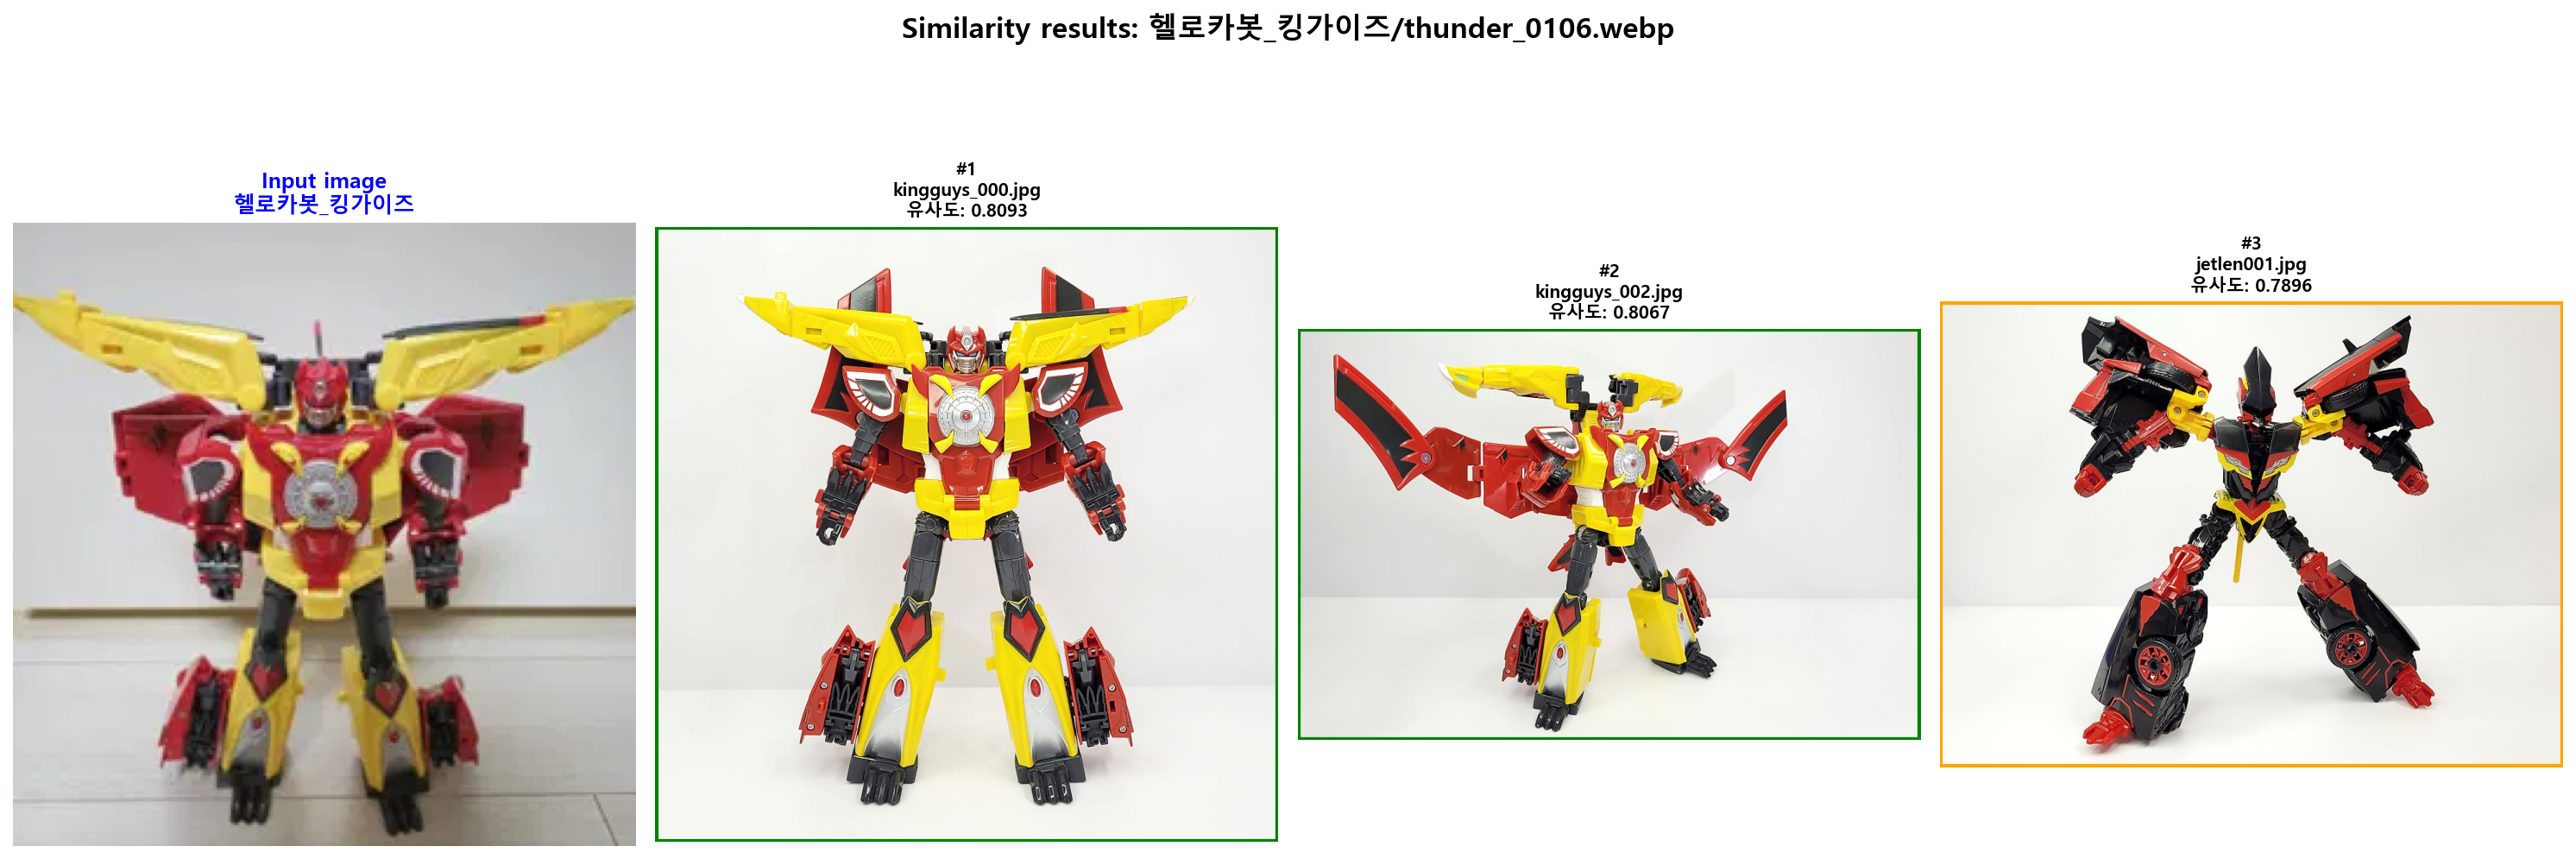 Similarity results: 헬로카봇_킹가이즈/thunder_0106.webp
Input image
헬로카봇_킹가이즈
#1
kingguys_000.jpg
유사도: 0.8093
#2
kingguys_002.jpg
유사도: 0.8067
#3
jetlen001.jpg
유사도: 0.7896